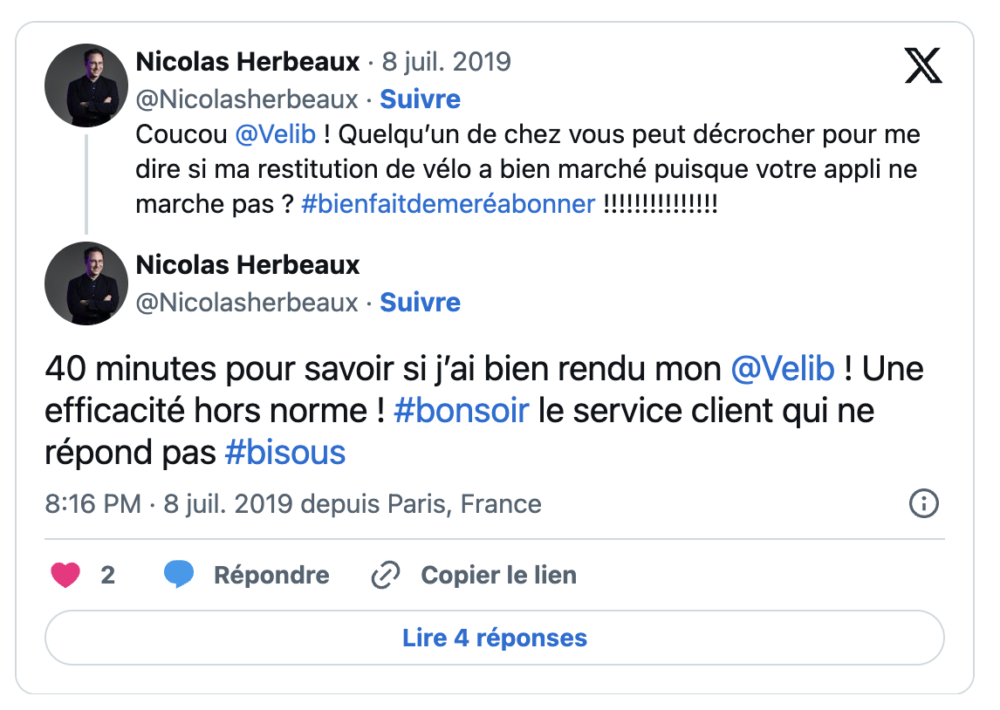 Nicolas Herbeaux · 8 juil. 2019
@Nicolasherbeaux · Suivre
Coucou @Velib ! Quelqu’un de chez vous peut décrocher pour me
dire si ma restitution de vélo a bien marché puisque votre appli ne
marche pas ? #bienfaitdemeréabonner !!!!!!!!!!!!!!!
Nicolas Herbeaux
@Nicolasherbeaux · Suivre
40 minutes pour savoir si j’ai bien rendu mon @Velib ! Une
efficacité hors norme ! #bonsoir le service client qui ne
répond pas #bisous
8:16 PM · 8 juil. 2019 depuis Paris, France
2 Répondre Copier le lien
Lire 4 réponses